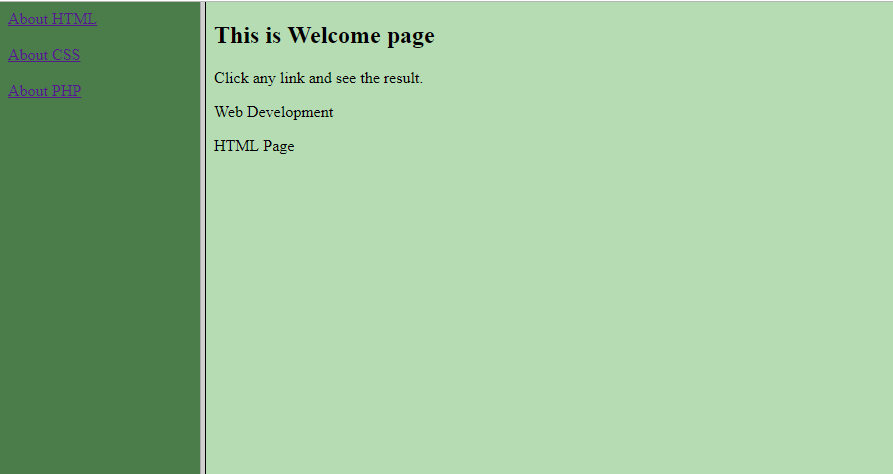 About HTML
About CSS
About PHP
This is Welcome page
Click any link and see the result.
Web Development
HTML Page